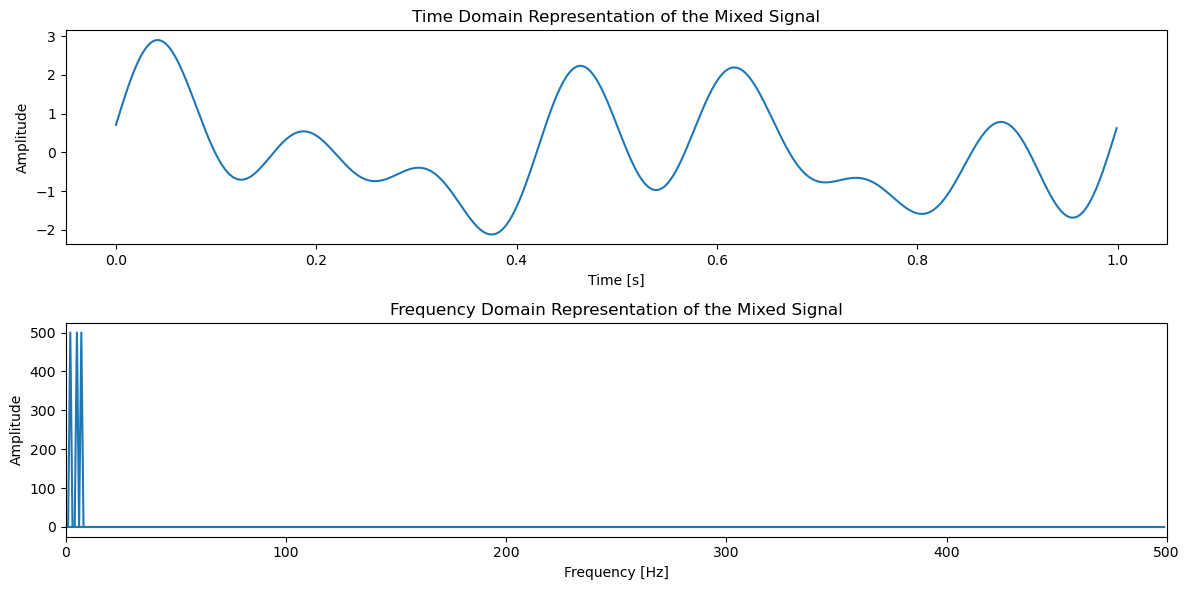 Time Domain Representation of the Mixed Signal
3
2
1
0
−1
−2
Amplitude
0.0 0.2 0.4 0.6 0.8 1.0
Time [s]
Frequency Domain Representation of the Mixed Signal
500
400
300
200
100
0
Amplitude
0 100 200 300 400 500
Frequency [Hz]